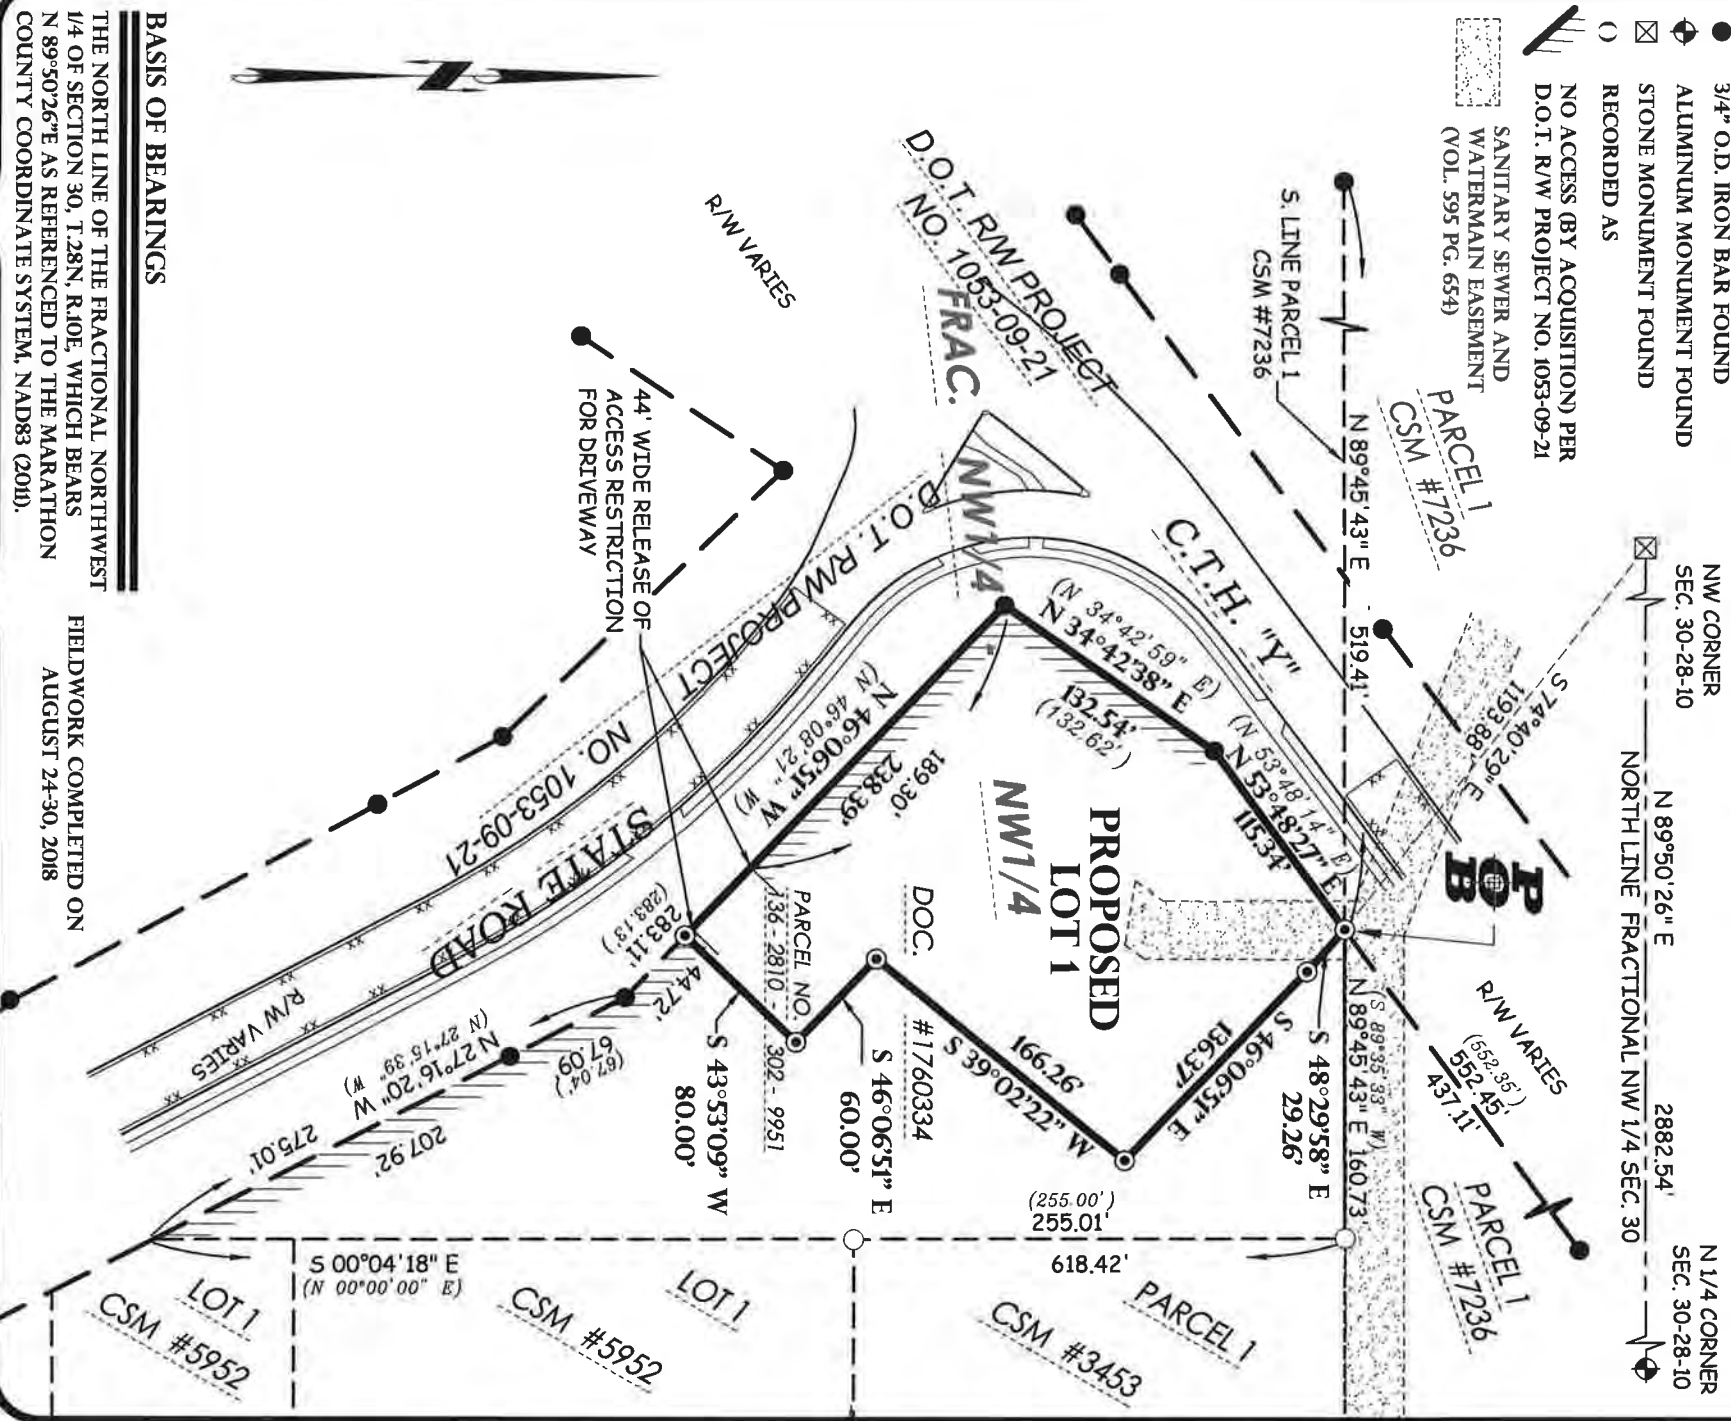 3/4" O.D. IRON BAR FOUND
ALUMINUM MONUMENT FOUND
STONE MONUMENT FOUND
( ) RECORDED AS
NO ACCESS (BY ACQUISITION) PER
D.O.T. R/W PROJECT NO. 1053-09-21
SANITARY SEWER AND
WATERMAIN EASEMENT
(VOL. 595 PG. 654)
NW CORNER
SEC. 30-28-10
N 89°50'26" E
2882.54'
NORTH LINE FRACTIONAL NW 1/4 SEC. 30
N 1/4 CORNER
SEC. 30-28-10
S 74°40'29" E
1193.88'
PARCEL 1
CSM #7236
N 89°45'43" E - 519.41'
S. LINE PARCEL 1
CSM #7236
P
O
B
R/W VARIES
(552.35')
552.45'
437.11'
PARCEL 1
CSM #7236
(S 89°35'33" W)
N 89°45'43" E 160.73'
D.O.T. R/W PROJECT
NO. 1053-09-21
C.T.H. "Y"
FRAC. NW1/4
NW1/4
(N 34°42'59" E)
N 34°42'38" E
132.54'
(132.62')
(N 53°48'14" E)
N 53°48'27" E
115.34'
PROPOSED
LOT 1
S 48°29'58" E
29.26'
S 46°06'51" E
136.37'
166.26'
S 39°02'22" W
S 46°06'51" E
60.00'
S 43°53'09" W
80.00'
DOC.
#1760334
PARCEL NO.
136 - 2810 - 302 - 9951
189.30'
238.39'
N 46°06'51" W
(N 46°08'21" W)
283.11'
(283.13')
44.72'
(67.04')
67.09
N 27°16'20" W
(N 27°15'39" W)
207.92'
275.01'
R/W VARIES
44' WIDE RELEASE OF
ACCESS RESTRICTION
FOR DRIVEWAY
D.O.T. R/W PROJECT
NO. 1053-09-21
STATE ROAD
R/W VARIES
(255.00')
255.01'
618.42'
S 00°04'18" E
(N 00°00'00" E)
PARCEL 1
CSM #3453
LOT 1
CSM #5952
LOT 1
CSM #5952
BASIS OF BEARINGS
THE NORTH LINE OF THE FRACTIONAL NORTHWEST
1/4 OF SECTION 30, T.28N, R.10E, WHICH BEARS
N 89°50'26"E AS REFERENCED TO THE MARATHON
COUNTY COORDINATE SYSTEM, NAD83 (2011).
FIELDWORK COMPLETED ON
AUGUST 24-30, 2018